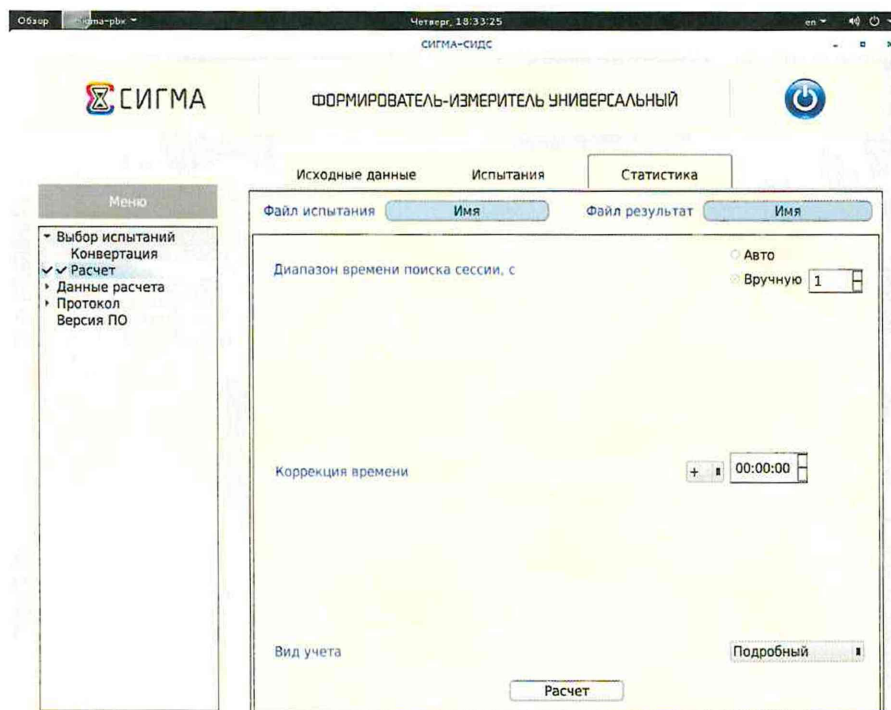 Обзор sigma-pbx Четверг, 18:33:25 en
СИГМА-СИДС
СИГМА ФОРМИРОВАТЕЛЬ-ИЗМЕРИТЕЛЬ УНИВЕРСАЛЬНЫЙ
Исходные данные Испытания Статистика
Меню
Файл испытания Имя Файл результат Имя
Выбор испытаний
Конвертация
Расчет
Данные расчета
Протокол
Версия ПО
Диапазон времени поиска сессии, с
Авто
Вручную 1
Коррекция времени + 00:00:00
Вид учета Подробный
Расчет